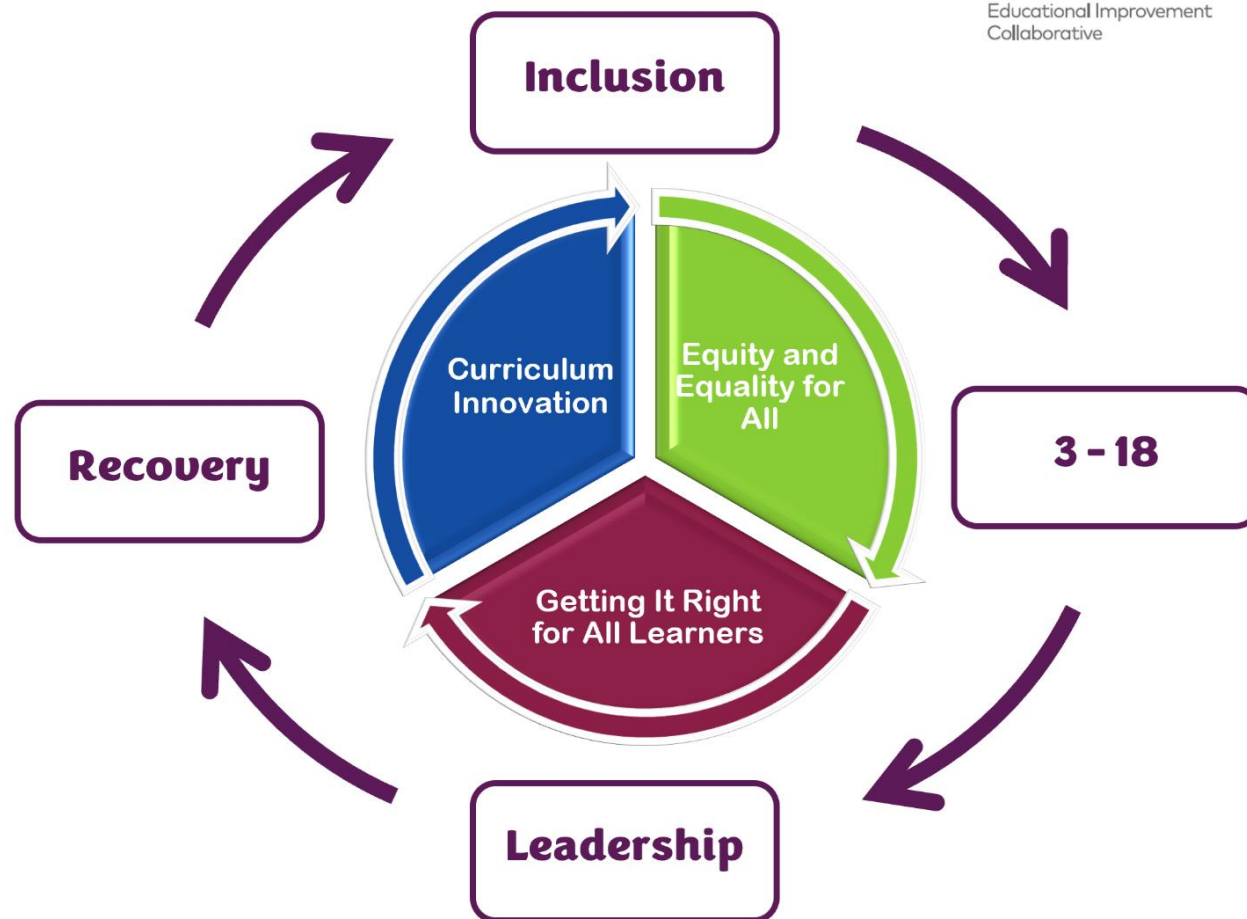 Educational Improvement
Collaborative
Inclusion
Curriculum
Innovation
Equity and
Equality for
All
Recovery
3 - 18
Getting It Right
for All Learners
Leadership